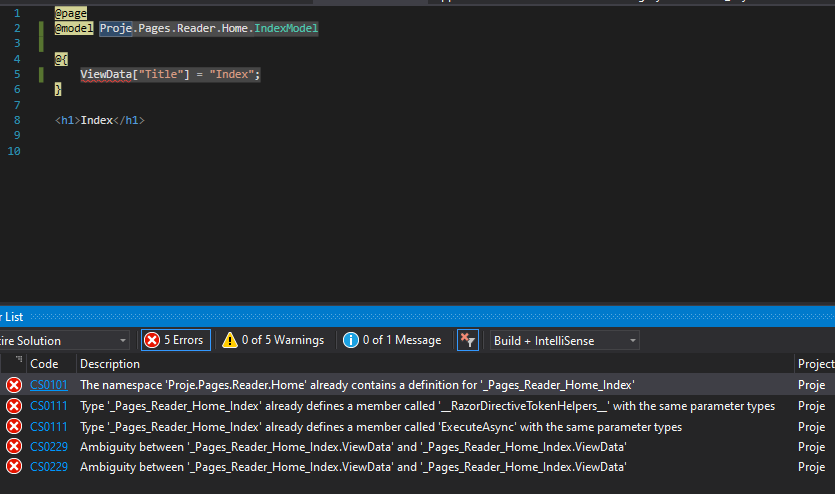 1 @page
2 @model Proje.Pages.Reader.Home.IndexModel
3
4 @{
5 ViewData["Title"] = "Index";
6 }
7
8 <h1>Index</h1>
9
10
List
ire Solution 5 Errors 0 of 5 Warnings 0 of 1 Message Build + IntelliSense
Code Description Project
CS0101 The namespace 'Proje.Pages.Reader.Home' already contains a definition for '_Pages_Reader_Home_Index' Proje
CS0111 Type '_Pages_Reader_Home_Index' already defines a member called '__RazorDirectiveTokenHelpers__' with the same parameter types Proje
CS0111 Type '_Pages_Reader_Home_Index' already defines a member called 'ExecuteAsync' with the same parameter types Proje
CS0229 Ambiguity between '_Pages_Reader_Home_Index.ViewData' and '_Pages_Reader_Home_Index.ViewData' Proje
CS0229 Ambiguity between '_Pages_Reader_Home_Index.ViewData' and '_Pages_Reader_Home_Index.ViewData' Proje